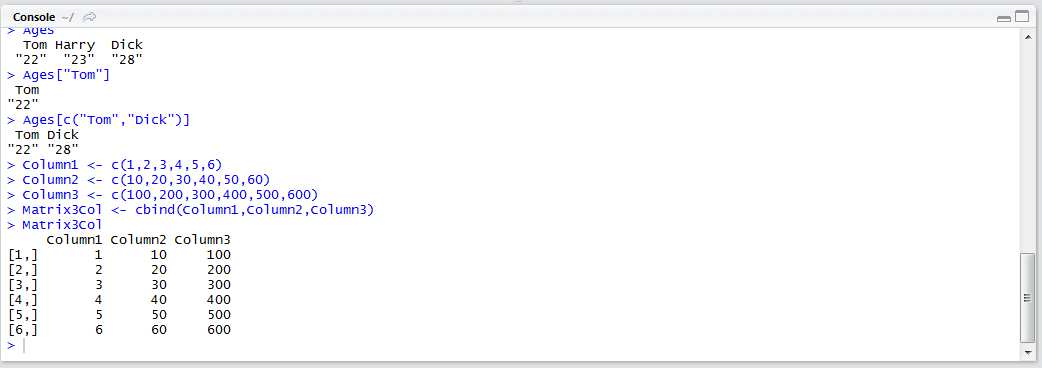 Console ~/
> Ages
  Tom Harry  Dick
 "22"  "23"  "28"
> Ages["Tom"]
 Tom
"22"
> Ages[c("Tom","Dick")]
 Tom Dick
"22" "28"
> Column1 <- c(1,2,3,4,5,6)
> Column2 <- c(10,20,30,40,50,60)
> Column3 <- c(100,200,300,400,500,600)
> Matrix3Col <- cbind(Column1,Column2,Column3)
> Matrix3Col
     Column1 Column2 Column3
[1,]       1      10     100
[2,]       2      20     200
[3,]       3      30     300
[4,]       4      40     400
[5,]       5      50     500
[6,]       6      60     600
>